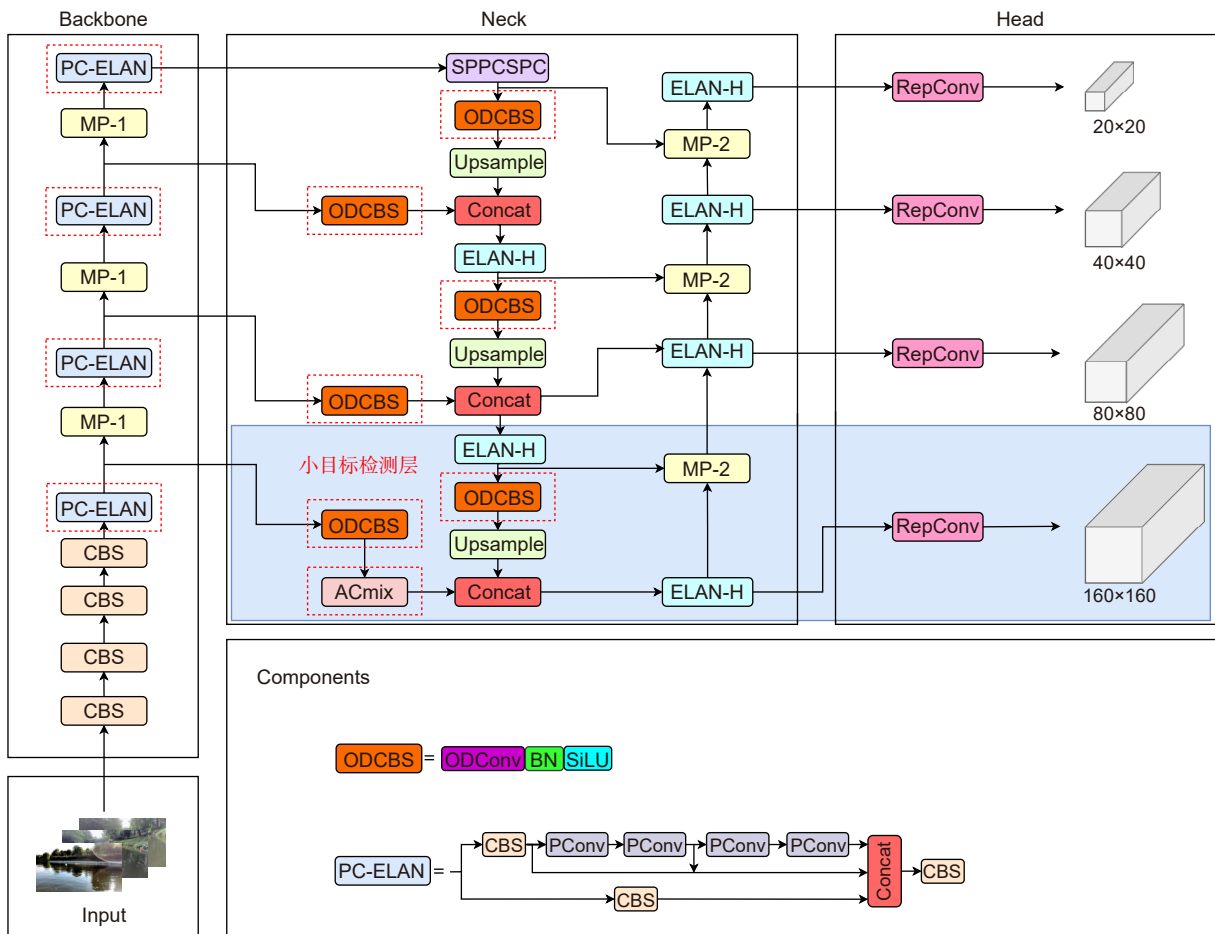 Backbone
Neck
Head
PC-ELAN
MP-1
PC-ELAN
MP-1
PC-ELAN
MP-1
PC-ELAN
CBS
CBS
CBS
CBS
Input
SPPCSPC
ODCBS
Upsample
ODCBS
Concat
ELAN-H
ODCBS
Upsample
ODCBS
Concat
ELAN-H
小目标检测层
ODCBS
ODCBS
Upsample
ACmix
Concat
ELAN-H
MP-2
ELAN-H
MP-2
ELAN-H
MP-2
ELAN-H
RepConv
20×20
RepConv
40×40
RepConv
80×80
RepConv
160×160
Components
ODCBS = ODConv BN SiLU
PC-ELAN =
CBS PConv PConv PConv PConv
CBS
Concat
CBS